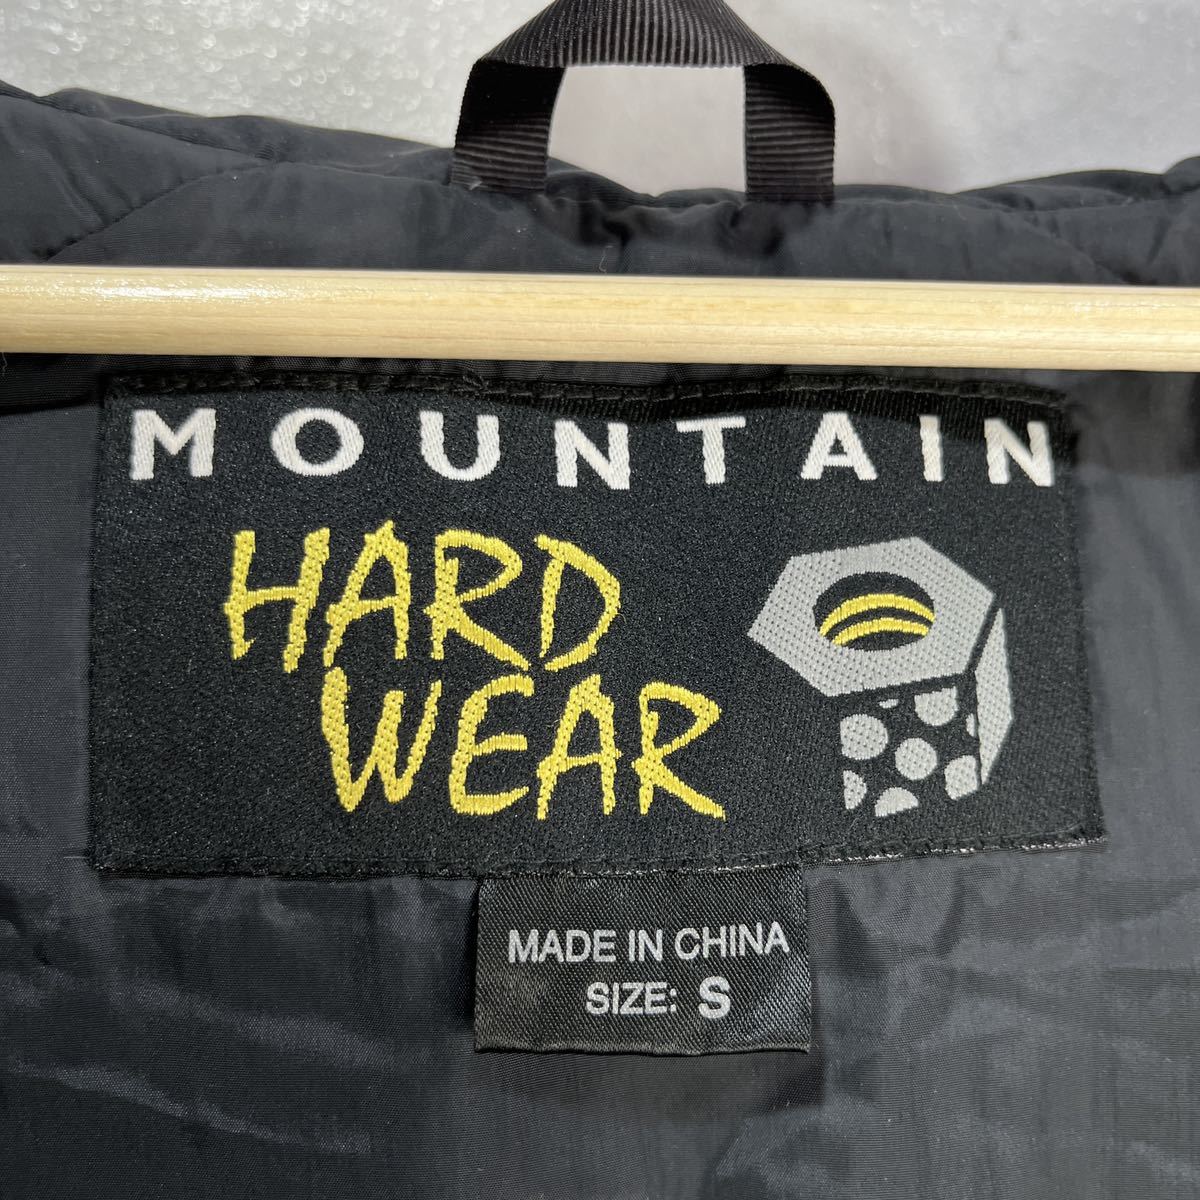 MOUNTAIN
HARD
WEAR
MADE IN CHINA
SIZE: S